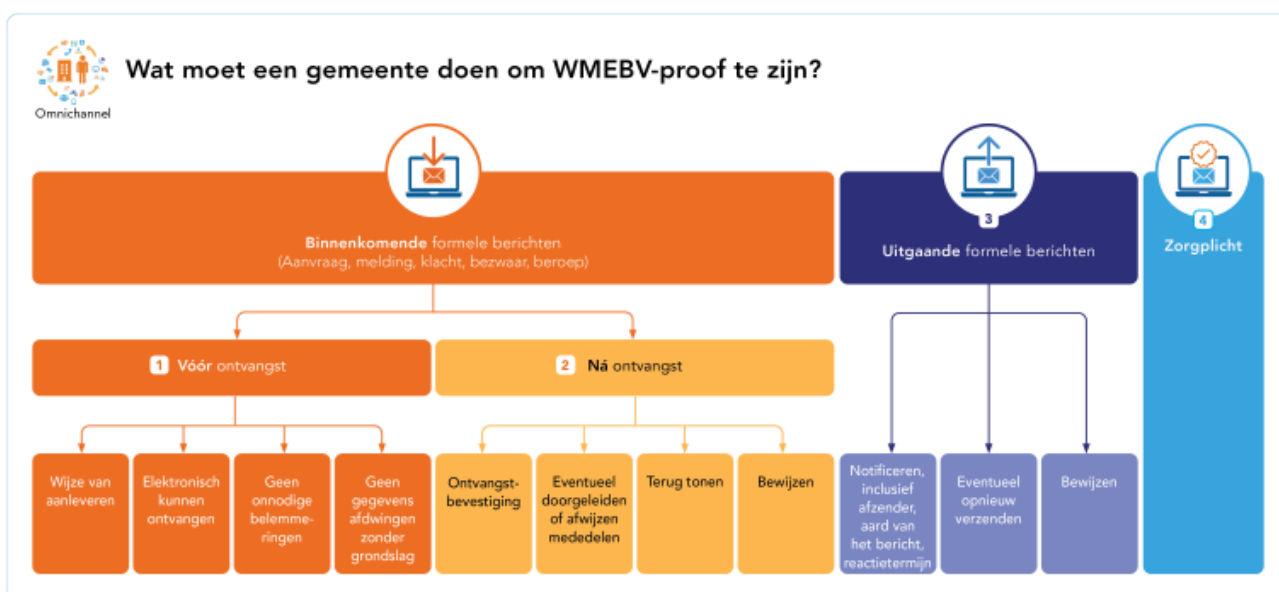 Wat moet een gemeente doen om WMEBV-proof te zijn?
Omnichannel
Binnenkomende formele berichten
(Aanvraag, melding, klacht, bezwaar, beroep)
3
Uitgaande formele berichten
4
Zorgplicht
1 Vóór ontvangst
2 Ná ontvangst
Wijze van
aanleveren
Elektronisch
kunnen
ontvangen
Geen
onnodige
belemme-
ringen
Geen
gegevens
afdwingen
zonder
grondslag
Ontvangst-
bevestiging
Eventueel
doorgeleiden
of afwijzen
mededelen
Terug tonen
Bewijzen
Notificeren,
inclusief
afzender,
aard van
het bericht,
reactietermijn
Eventueel
opnieuw
verzenden
Bewijzen